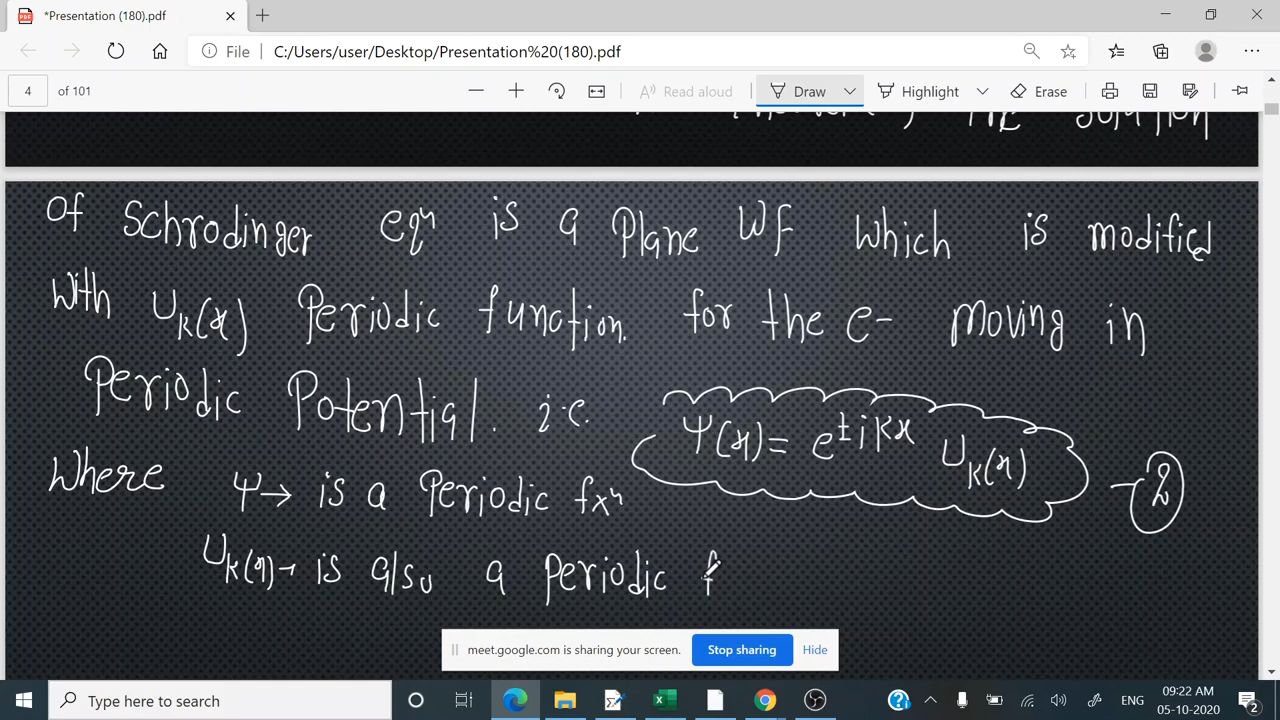 *Presentation (180).pdf
File C:/Users/user/Desktop/Presentation%20(180).pdf
4 of 101 Read aloud Draw Highlight Erase
the solution
of Schrodinger eqn is a Plane WF which is modified
with Uk(x) Periodic function. for the e- moving in
Periodic Potential. i.e. Ψ(x)= e±ikx Uk(x) -②
Where Ψ→ is a Periodic fxn
Uk(x)→ is also a periodic f
meet.google.com is sharing your screen. Stop sharing Hide
Type here to search ENG 09:22 AM
05-10-2020 2